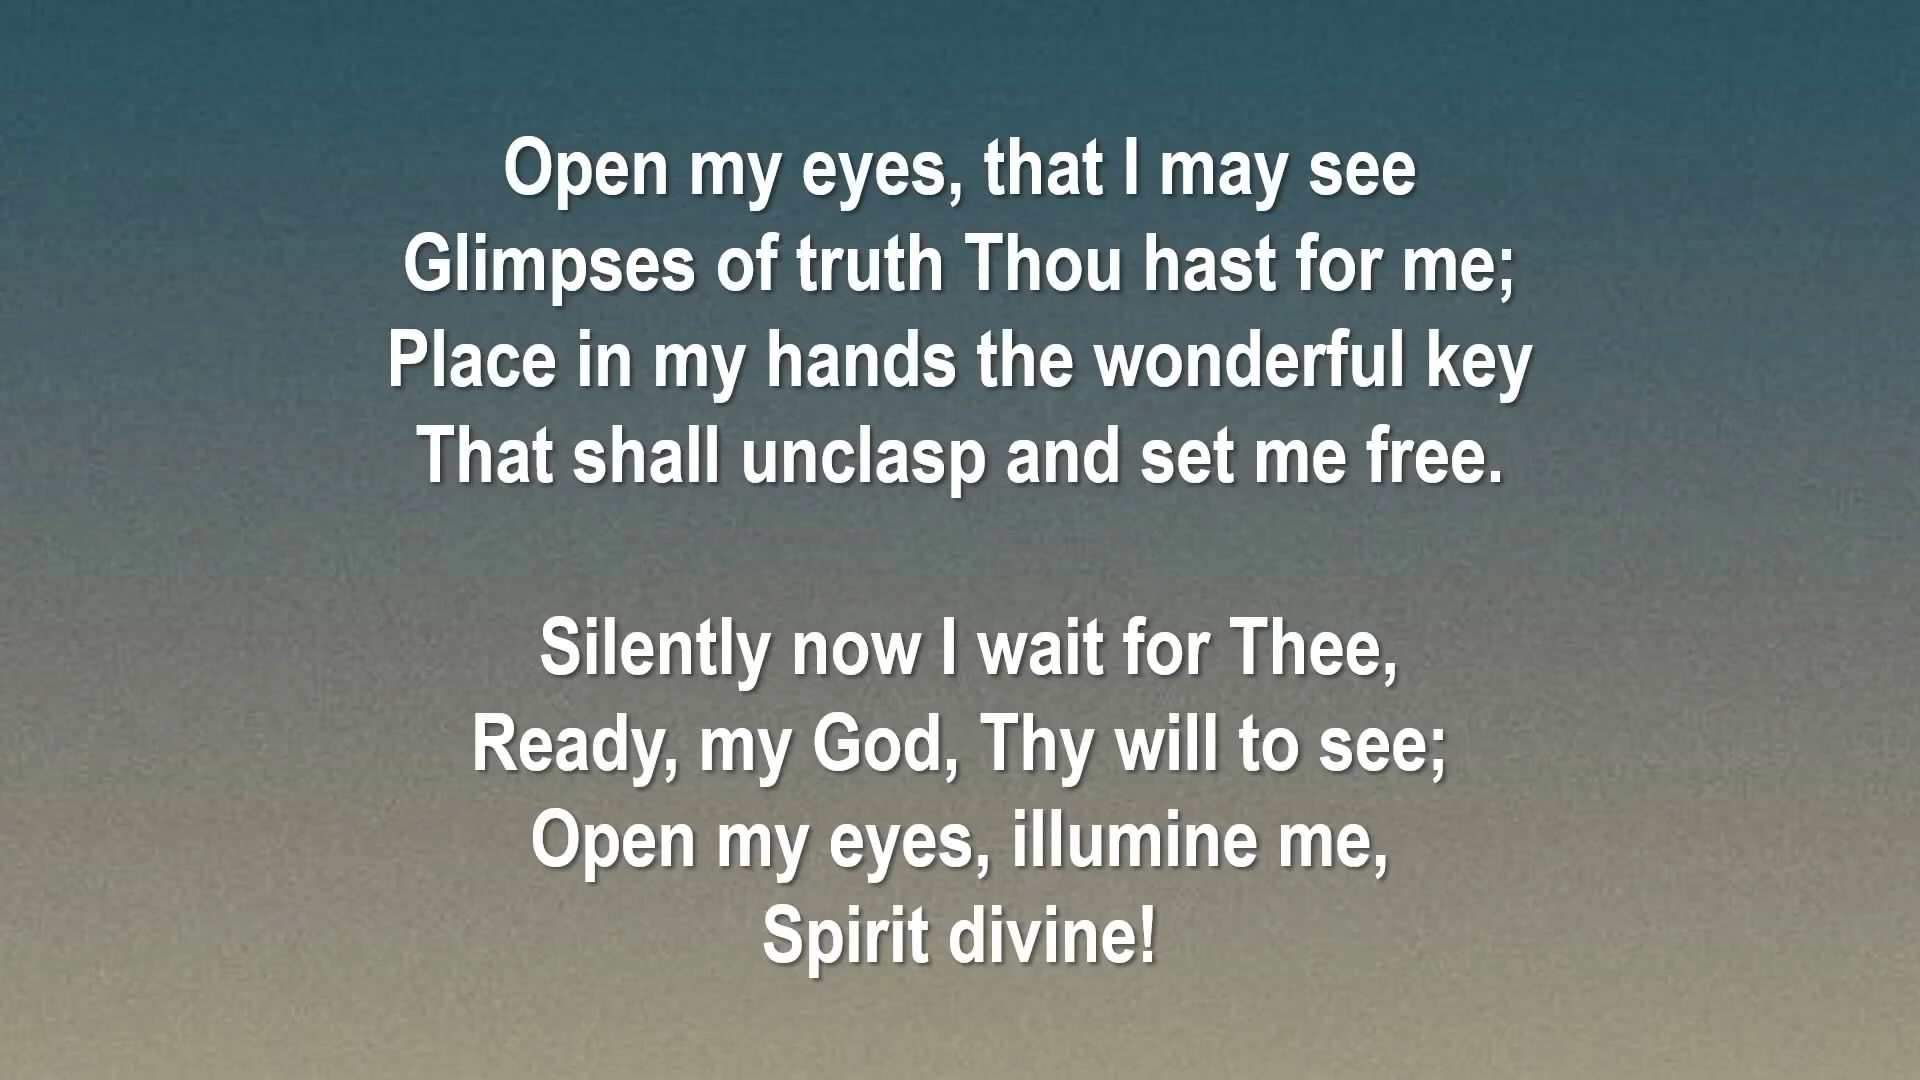 Open my eyes, that I may see
Glimpses of truth Thou hast for me;
Place in my hands the wonderful key
That shall unclasp and set me free.
Silently now I wait for Thee,
Ready, my God, Thy will to see;
Open my eyes, illumine me,
Spirit divine!